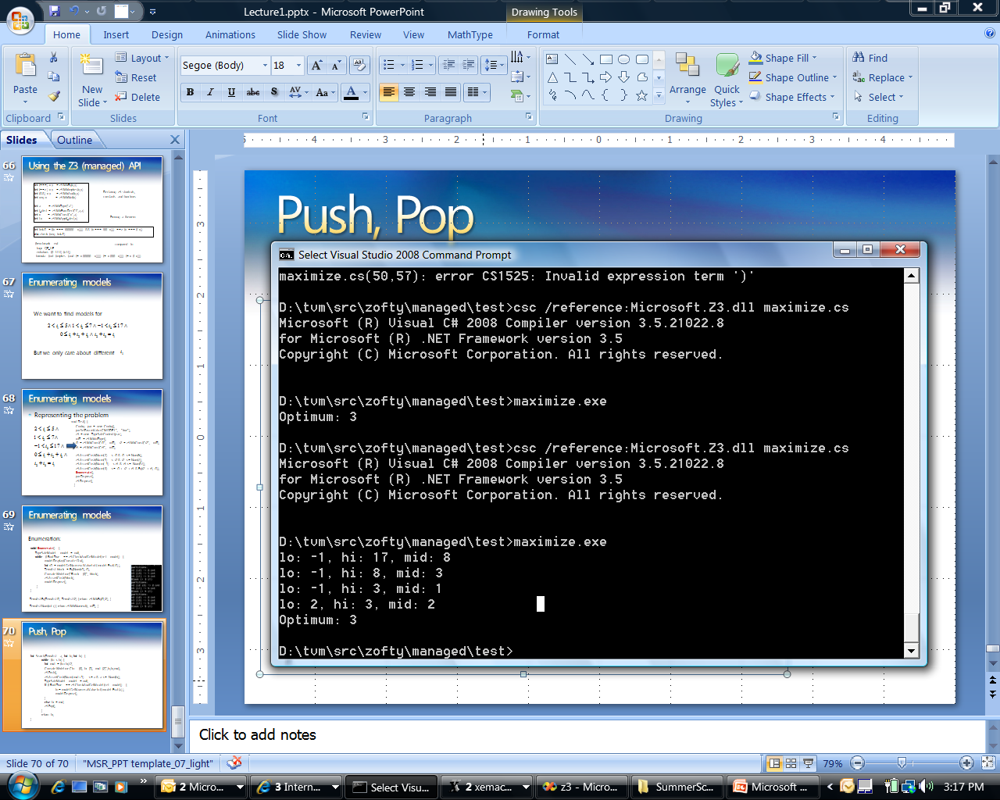 Lecture1.pptx - Microsoft PowerPoint
Drawing Tools
Home
Insert
Design
Animations
Slide Show
Review
View
MathType
Format
Paste
New Slide
Layout
Reset
Delete
Segoe (Body)
18
B I U abc S AV Aa A
Arrange
Quick Styles
Shape Fill
Shape Outline
Shape Effects
Find
Replace
Select
Clipboard
Slides
Font
Paragraph
Drawing
Editing
Slides
Outline
66
Using the Z3 (managed) API
67
Enumerating models
We want to find models for
But we only care about different
68
Enumerating models
Representing the problem
69
Enumerating models
Enumeration:
70
Push, Pop
Push, Pop
Select Visual Studio 2008 Command Prompt
maximize.cs(50,57): error CS1525: Invalid expression term ')'
D:\tvm\src\zofty\managed\test>csc /reference:Microsoft.Z3.dll maximize.cs
Microsoft (R) Visual C# 2008 Compiler version 3.5.21022.8
for Microsoft (R) .NET Framework version 3.5
Copyright (C) Microsoft Corporation. All rights reserved.
D:\tvm\src\zofty\managed\test>maximize.exe
Optimum: 3
D:\tvm\src\zofty\managed\test>csc /reference:Microsoft.Z3.dll maximize.cs
Microsoft (R) Visual C# 2008 Compiler version 3.5.21022.8
for Microsoft (R) .NET Framework version 3.5
Copyright (C) Microsoft Corporation. All rights reserved.
D:\tvm\src\zofty\managed\test>maximize.exe
lo: -1, hi: 17, mid: 8
lo: -1, hi: 8, mid: 3
lo: -1, hi: 3, mid: 1
lo: 2, hi: 3, mid: 2
Optimum: 3
D:\tvm\src\zofty\managed\test>
Click to add notes
Slide 70 of 70
"MSR_PPT template_07_light"
79%
2 Micro...
3 Intern...
Select Visu...
2 xemac...
z3 - Micro...
SummerSc...
Microsoft ...
3:17 PM